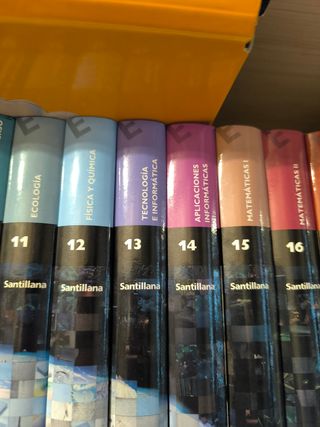 E
ECOLOGÍA
11
Santillana
E
FÍSICA Y QUÍMICA
12
Santillana
E
TECNOLOGÍA
E INFORMÁTICA
13
Santillana
E
APLICACIONES
INFORMÁTICAS
14
Santillana
E
MATEMÁTICAS I
15
Santillana
E
MATEMÁTICAS II
16
Santillana